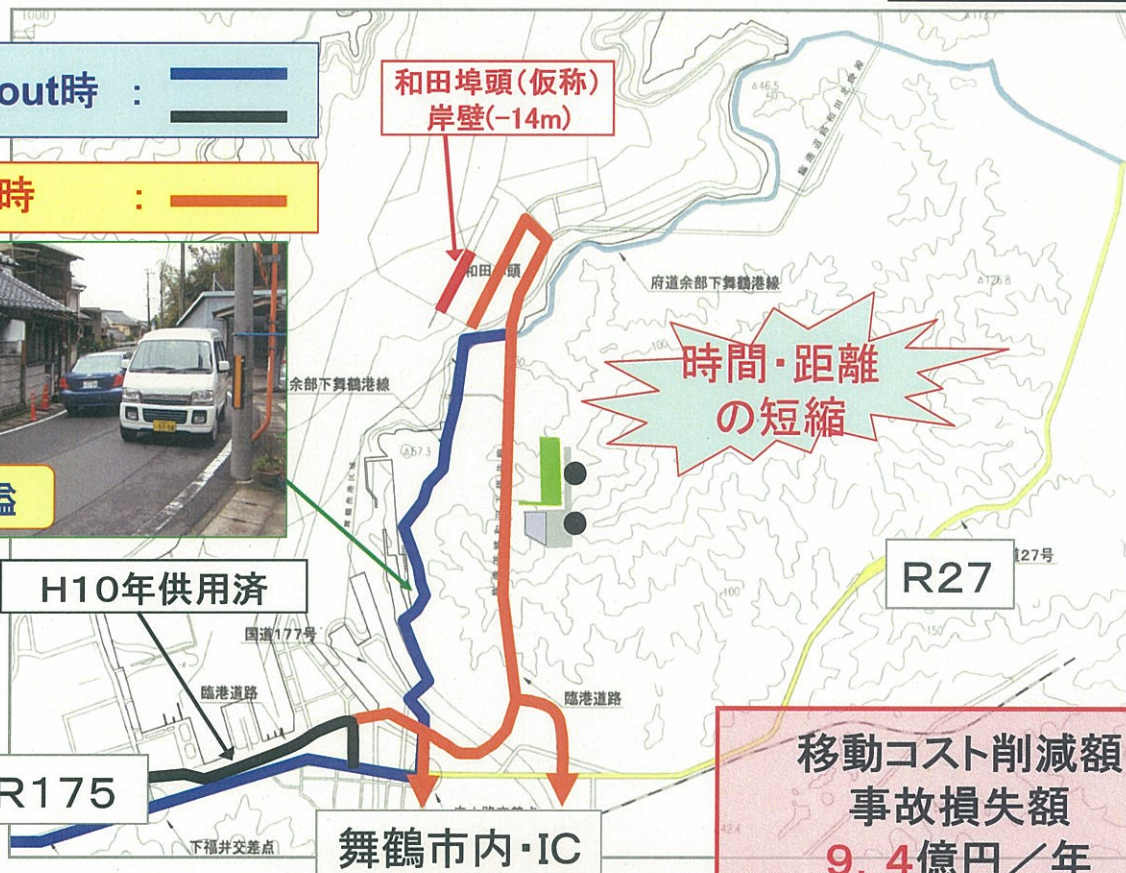 out時 :
和田埠頭(仮称)
岸壁(-14m)
時 :
和田埠頭
府道余部下舞鶴港線
時間・距離
の短縮
余部下舞鶴港線
H10年供用済
国道177号
臨港道路
R27
道27号
臨港道路
R175
下福井交差点
舞鶴市内・IC
移動コスト削減額
事故損失額
9.4億円/年